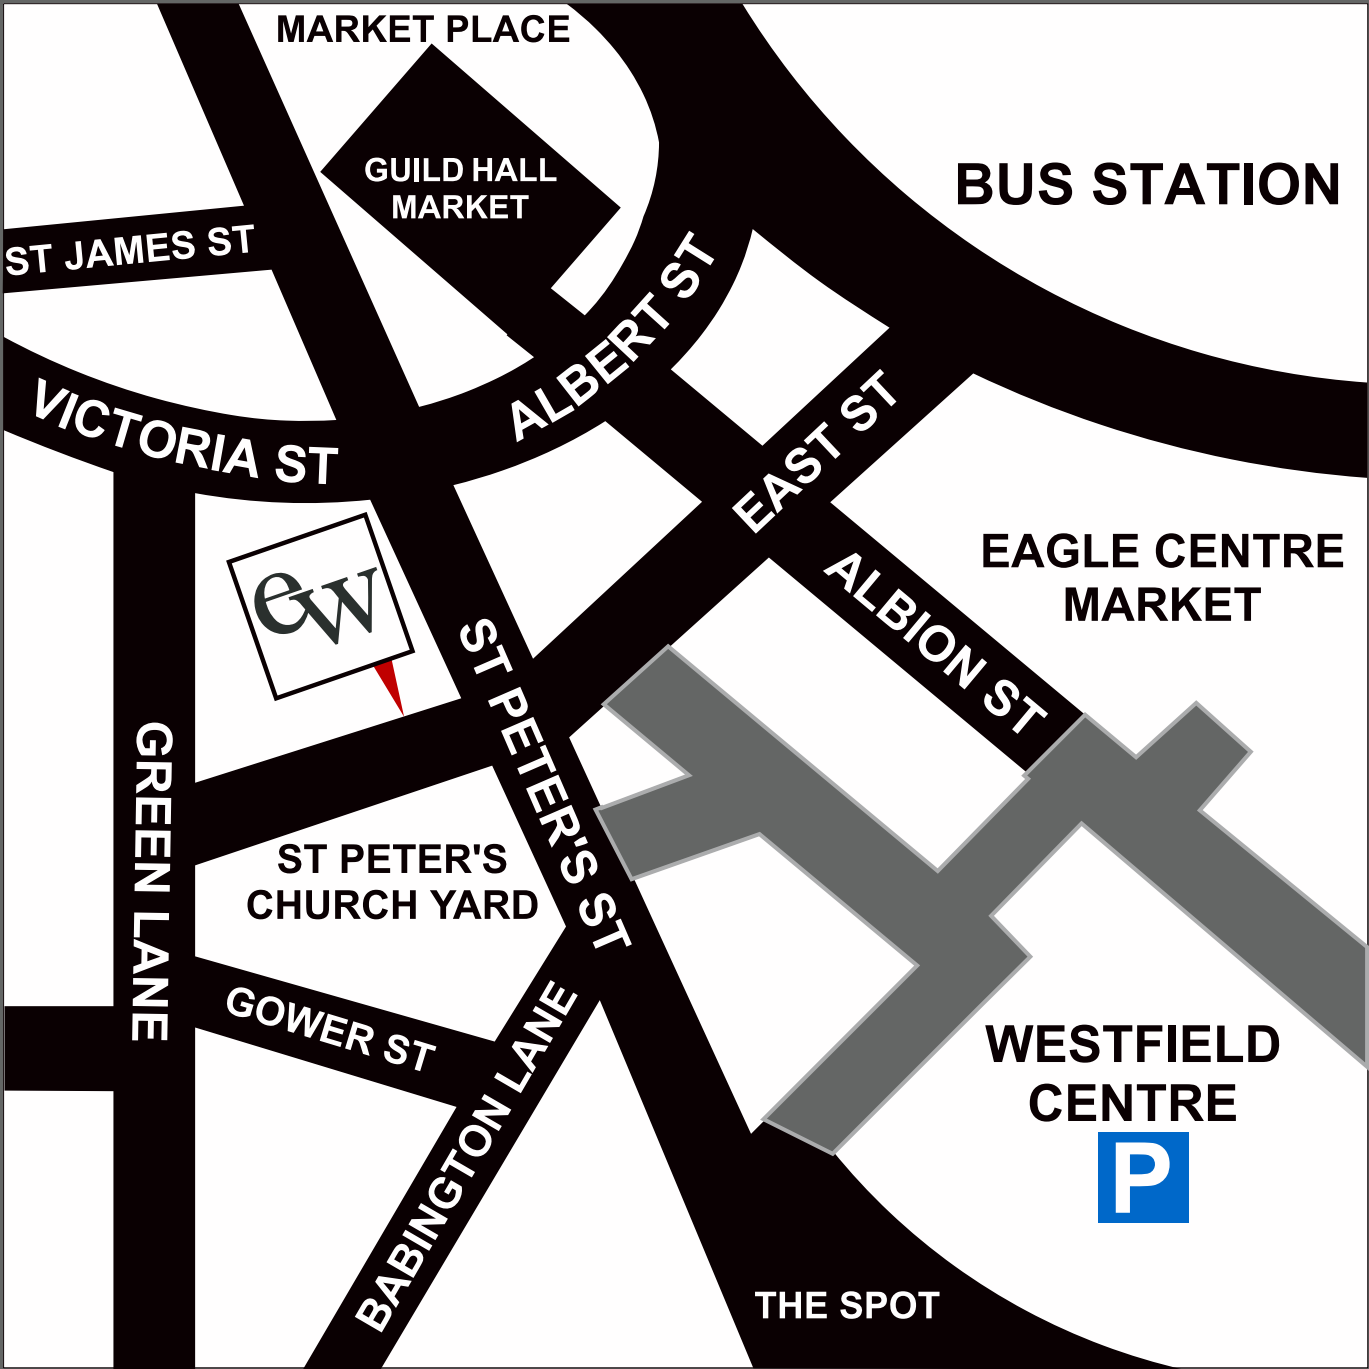 MARKET PLACE
GUILD HALL
MARKET
BUS STATION
ST JAMES ST
ALBERT ST
VICTORIA ST
EAST ST
ew
EAGLE CENTRE
MARKET
ALBION ST
ST PETER'S ST
GREEN LANE
ST PETER'S
CHURCH YARD
GOWER ST
BABINGTON LANE
WESTFIELD
CENTRE
P
THE SPOT